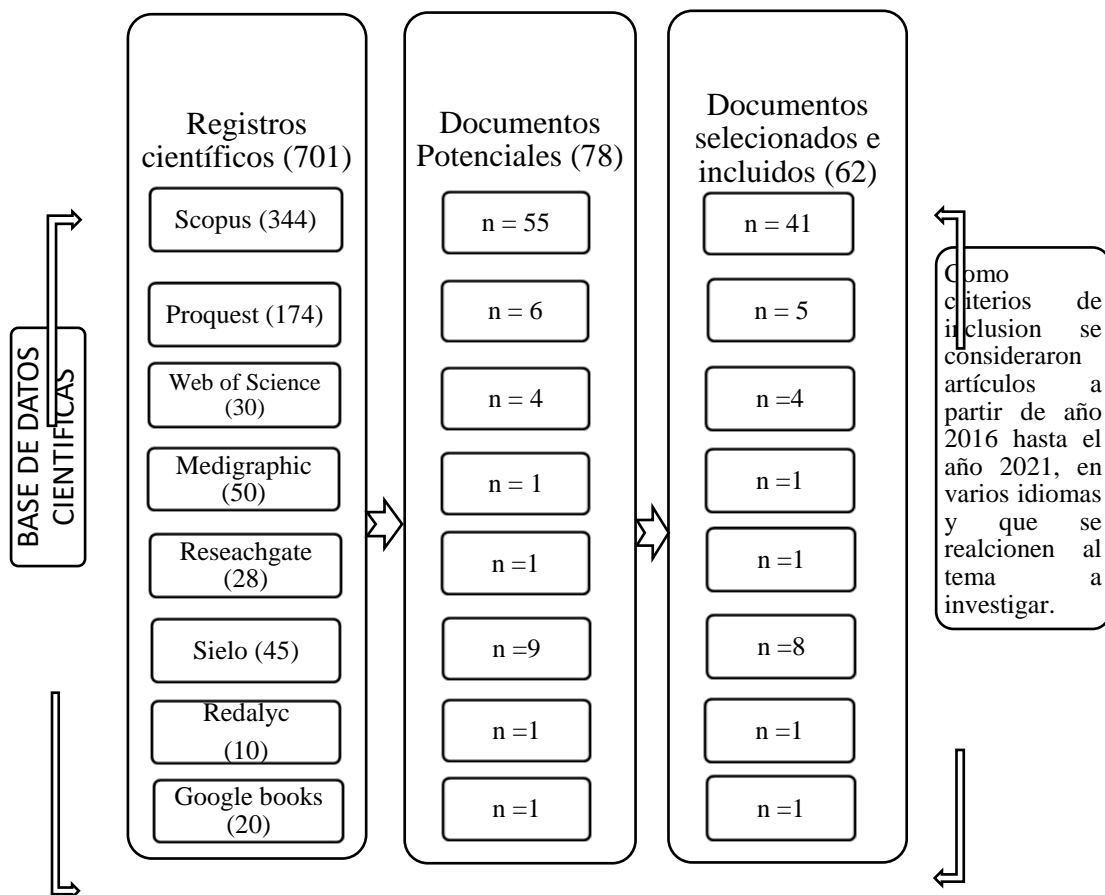 BASE DE DATOS
CIENTIFICAS
Registros
científicos (701)
Scopus (344)
Proquest (174)
Web of Science
(30)
Medigraphic
(50)
Reseachgate
(28)
Sielo (45)
Redalyc
(10)
Google books
(20)
Documentos
Potenciales (78)
n = 55
n = 6
n = 4
n = 1
n =1
n =9
n =1
n =1
Documentos
selecionados e
incluidos (62)
n = 41
n = 5
n =4
n =1
n =1
n =8
n =1
n =1
Como
criterios de
inclusion se
consideraron
artículos a
partir de año
2016 hasta el
año 2021, en
varios idiomas
y que se
realcionen al
tema a
investigar.